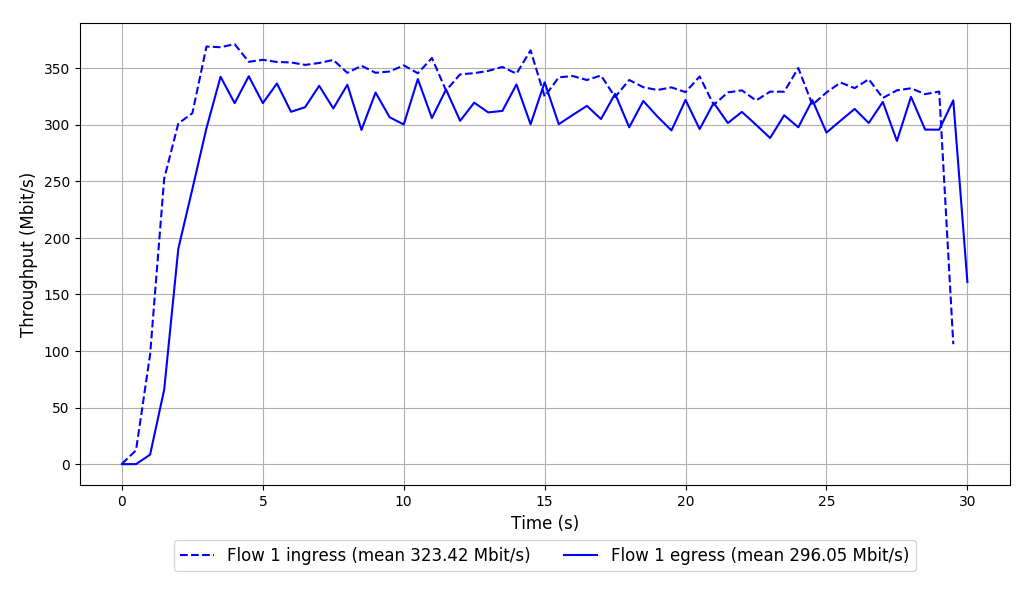 350
300
250
200
150
100
50
0
Throughput (Mbit/s)
0 5 10 15 20 25 30
Time (s)
Flow 1 ingress (mean 323.42 Mbit/s) Flow 1 egress (mean 296.05 Mbit/s)